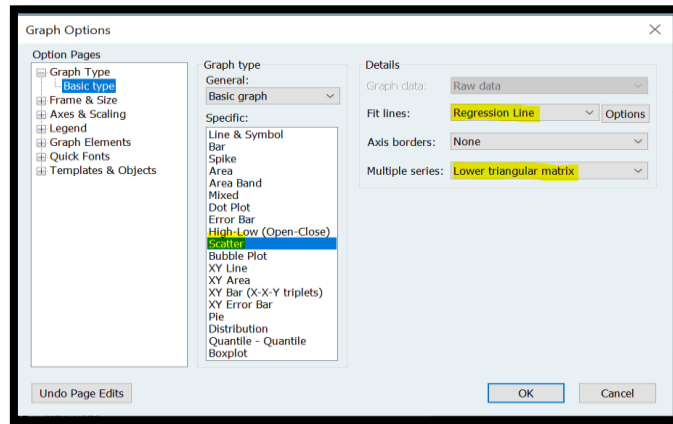 Graph Options
Option Pages
Graph Type
Basic type
Frame & Size
Axes & Scaling
Legend
Graph Elements
Quick Fonts
Templates & Objects
Graph type
General:
Basic graph
Specific:
Line & Symbol
Bar
Spike
Area
Area Band
Mixed
Dot Plot
Error Bar
High-Low (Open-Close)
Scatter
Bubble Plot
XY Line
XY Area
XY Bar (X-X-Y triplets)
XY Error Bar
Pie
Distribution
Quantile - Quantile
Boxplot
Details
Graph data: Raw data
Fit lines: Regression Line Options
Axis borders: None
Multiple series: Lower triangular matrix
Undo Page Edits
OK
Cancel